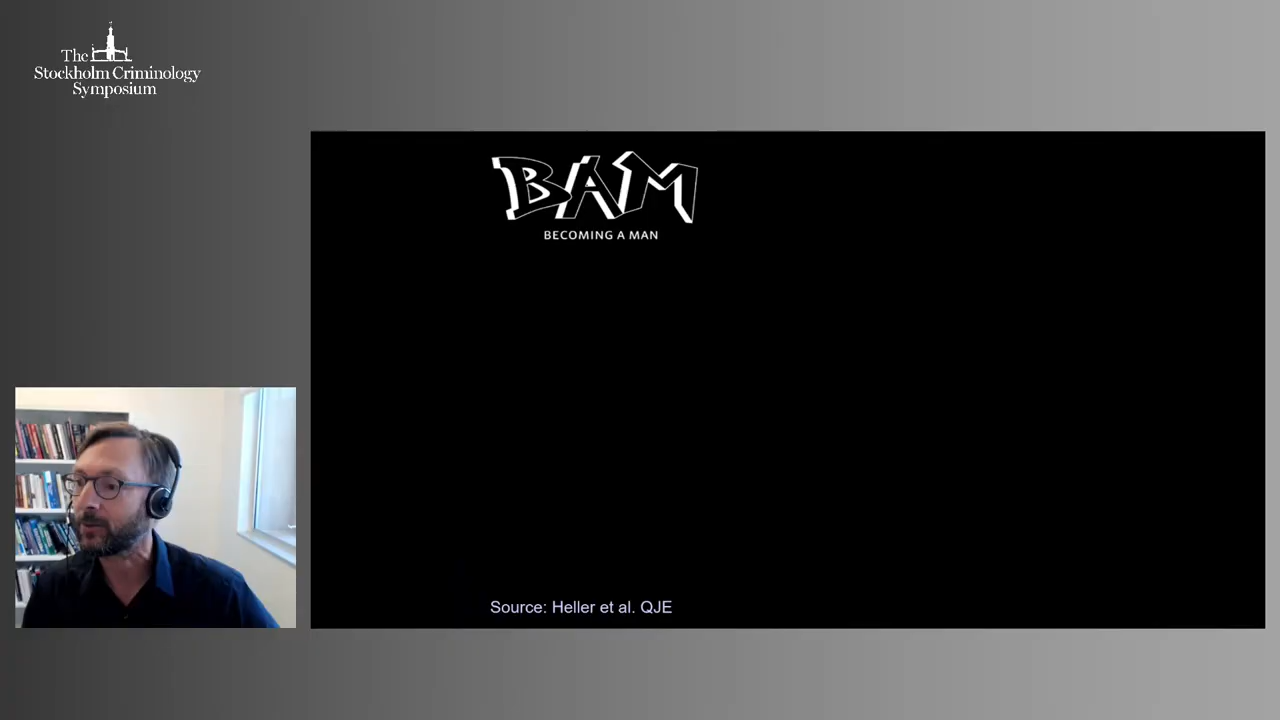 The
Stockholm Criminology
Symposium
BAM
BECOMING A MAN
Source: Heller et al. QJE